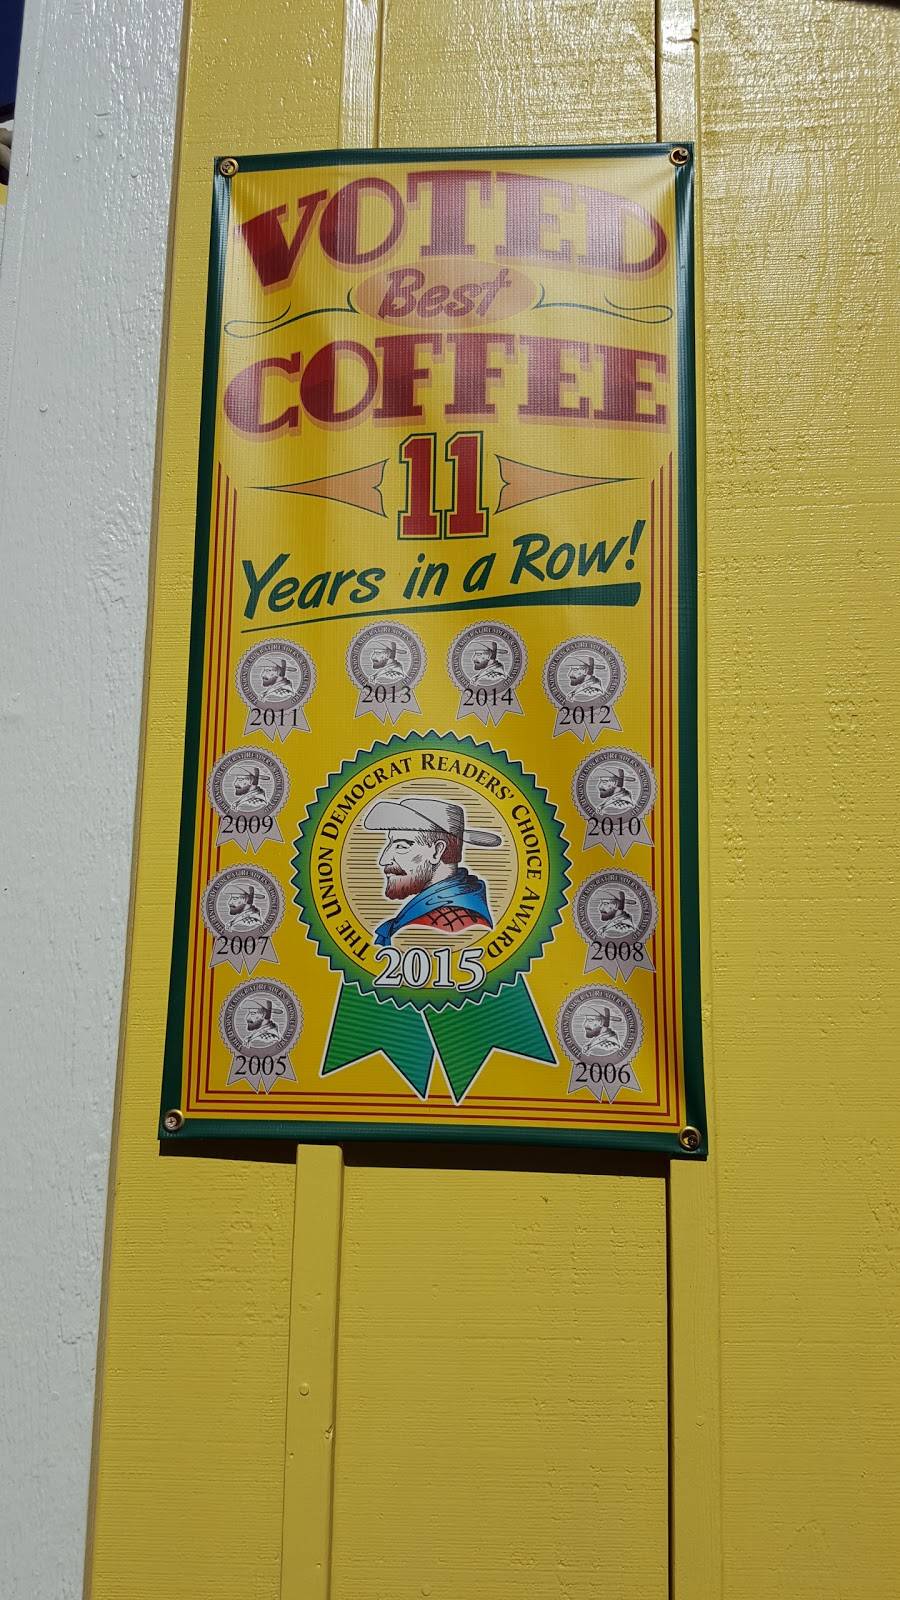 VOTED
Best
COFFEE
11
Years in a Row!
2011
2013
2014
2012
2009
2010
2007
2008
2005
2006
THE UNION DEMOCRAT READERS' CHOICE AWARD
2015